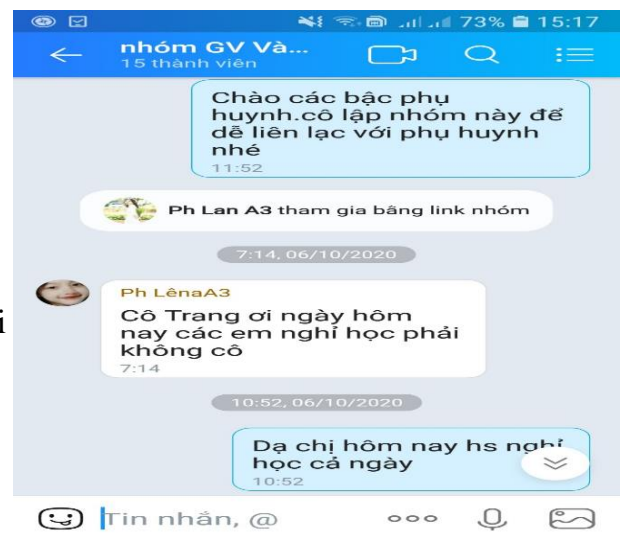 73% 15:17
nhóm GV Và...
15 thành viên
Chào các bậc phụ
huynh.cô lập nhóm này để
dễ liên lạc với phụ huynh
nhé
11:52
Ph Lan A3 tham gia bằng link nhóm
7:14, 06/10/2020
Ph LênaA3
Cô Trang ơi ngày hôm
nay các em nghỉ học phải
không cô
7:14
i
10:52, 06/10/2020
Dạ chị hôm nay hs nghỉ
học cả ngày
10:52
Tin nhắn, @